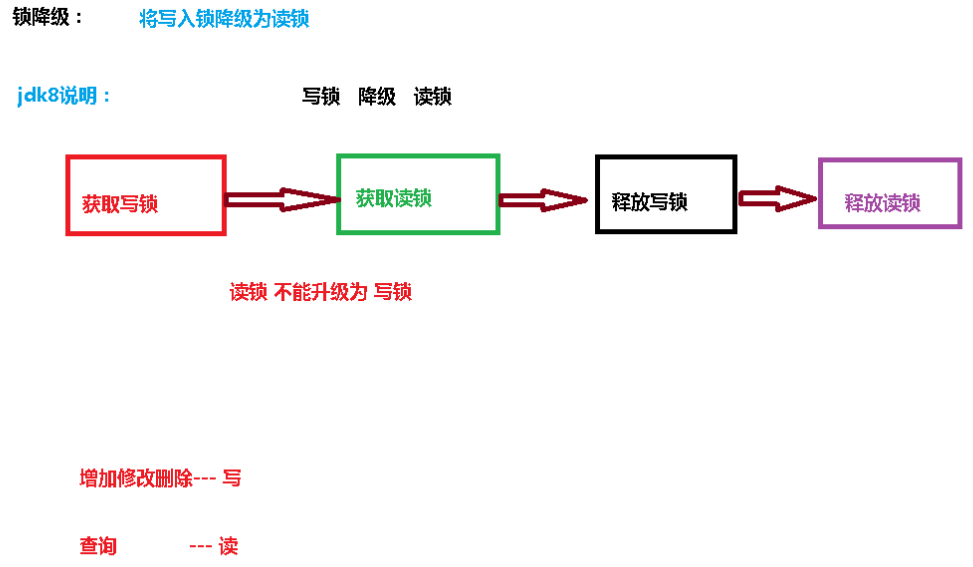 锁降级： 将写入锁降级为读锁
jdk8说明： 写锁 降级 读锁
获取写锁 获取读锁 释放写锁 释放读锁
读锁 不能升级为 写锁
增加修改删除--- 写
查询 --- 读